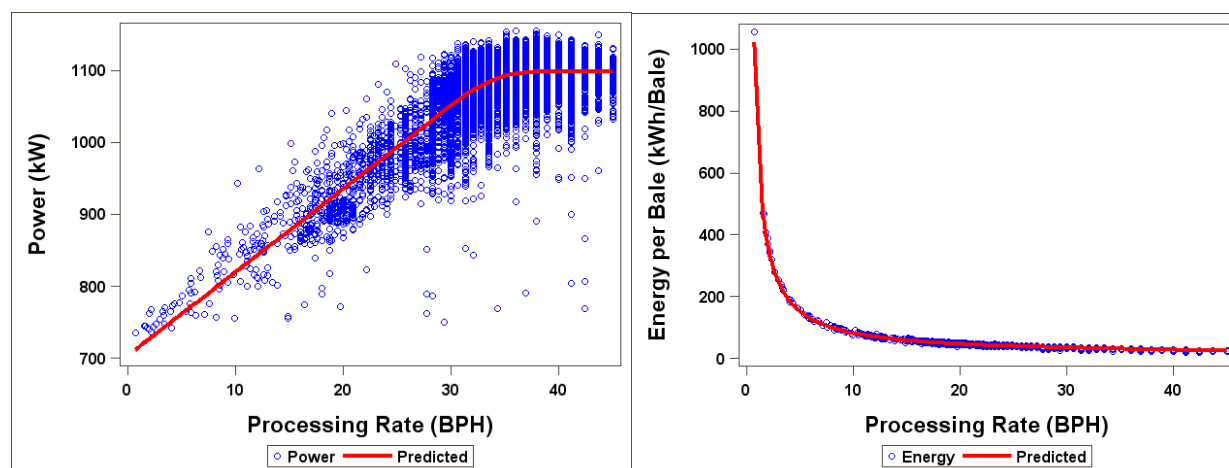 Power (kW)
1100
1000
900
800
700
0 10 20 30 40
Processing Rate (BPH)
Power Predicted
Energy per Bale (kWh/Bale)
1000
800
600
400
200
0
0 10 20 30 40
Processing Rate (BPH)
Energy Predicted